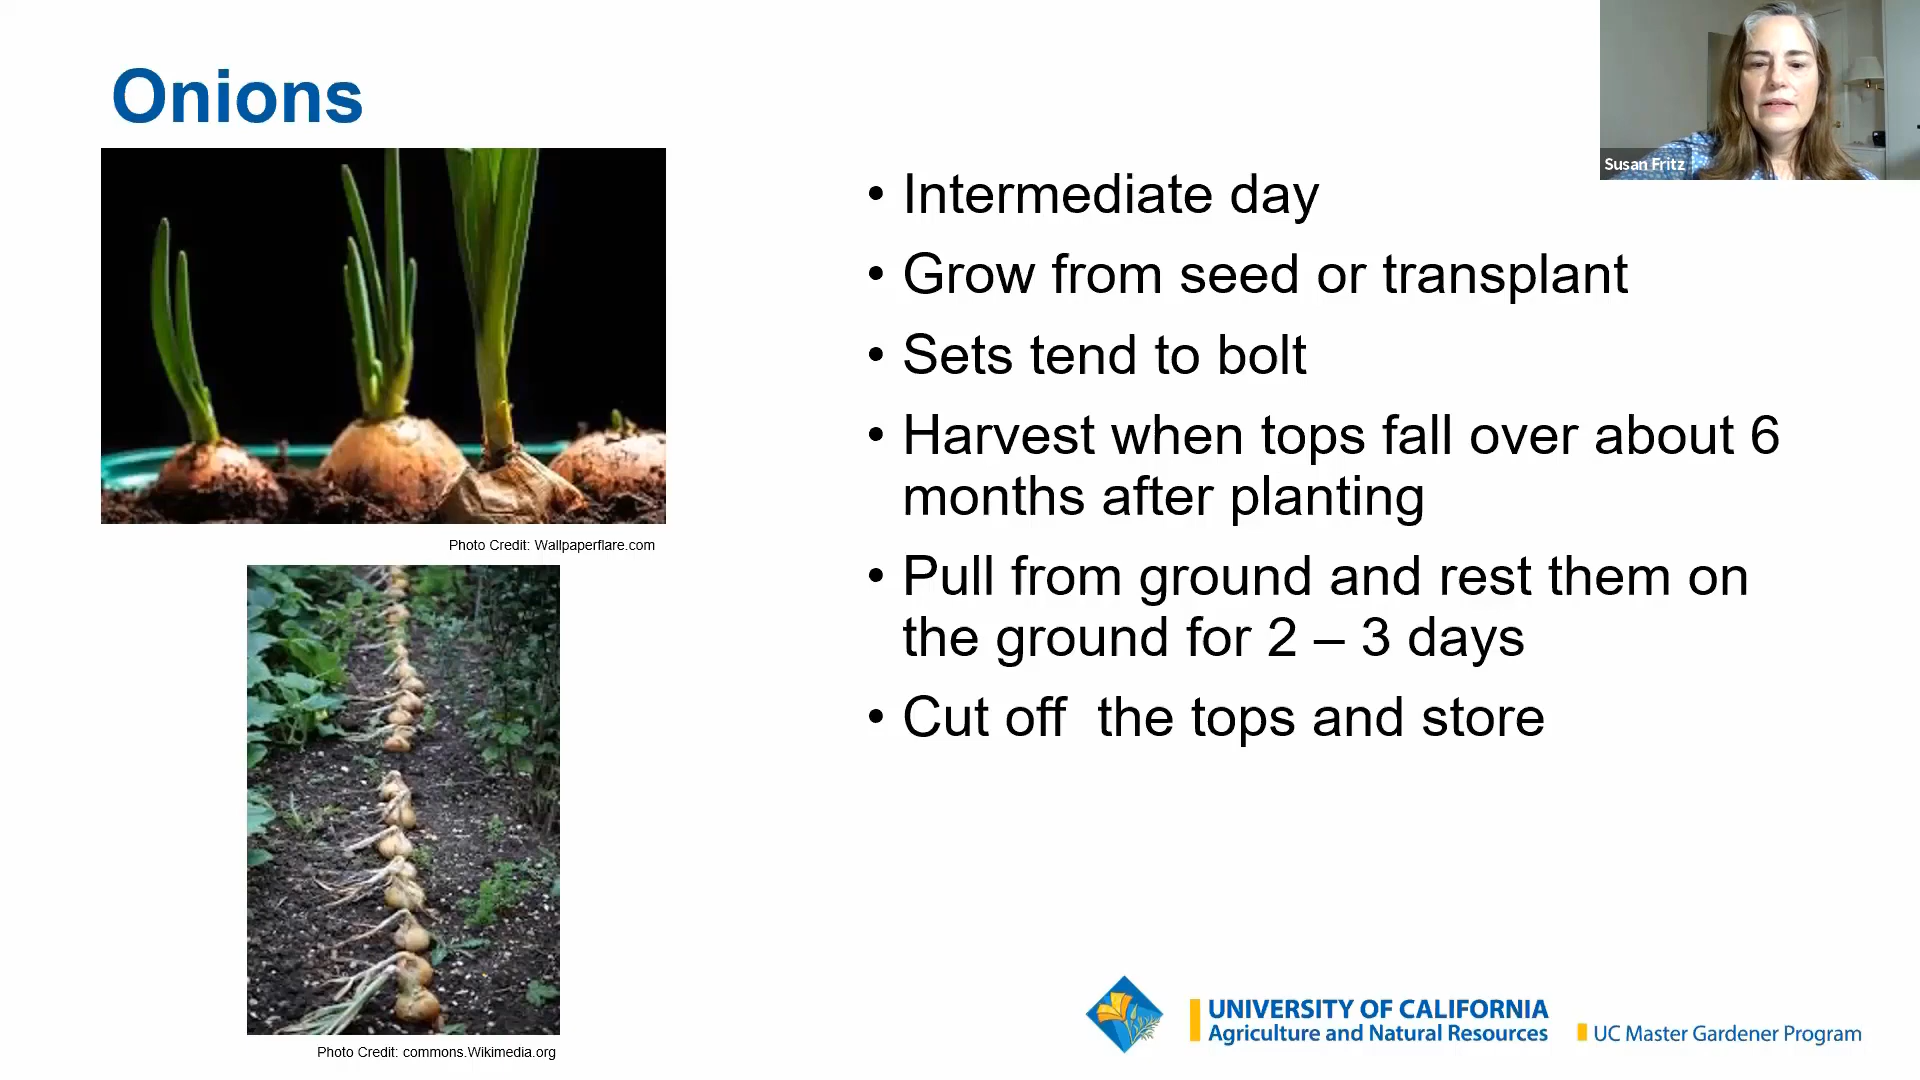 Onions
Susan Fritz
• Intermediate day
• Grow from seed or transplant
• Sets tend to bolt
• Harvest when tops fall over about 6
months after planting
• Pull from ground and rest them on
the ground for 2 – 3 days
• Cut off  the tops and store
Photo Credit: Wallpaperflare.com
Photo Credit: commons.Wikimedia.org
UNIVERSITY OF CALIFORNIA
Agriculture and Natural Resources
UC Master Gardener Program